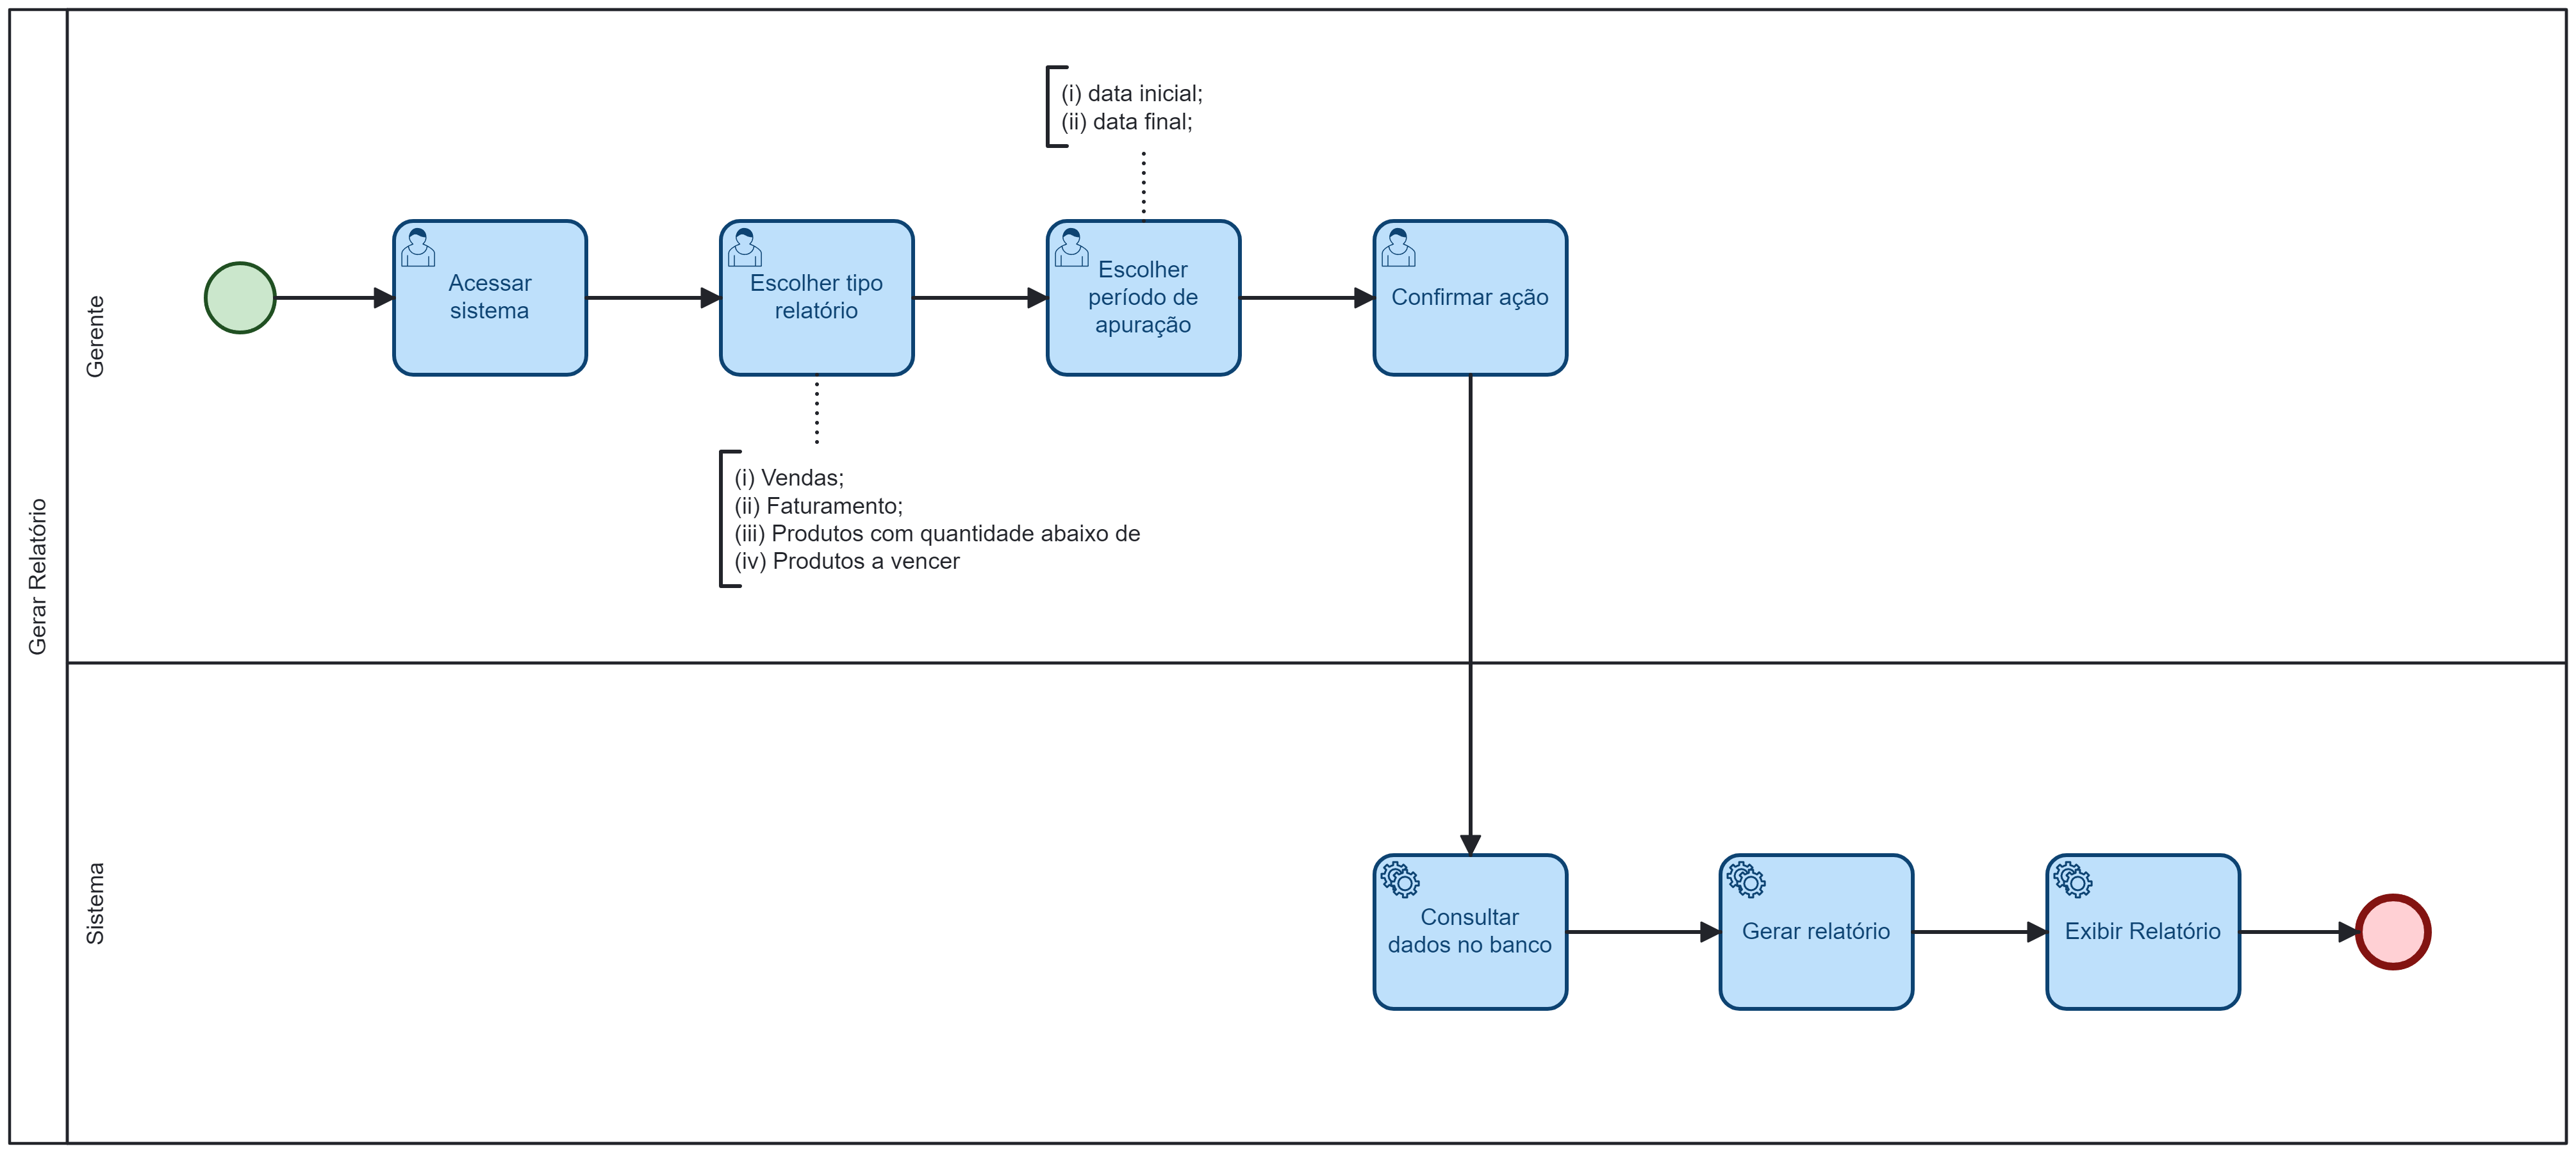 Gerar Relatório
Gerente
(i) data inicial;
(ii) data final;
Acessar
sistema
Escolher tipo
relatório
Escolher
período de
apuração
Confirmar ação
(i) Vendas;
(ii) Faturamento;
(iii) Produtos com quantidade abaixo de
(iv) Produtos a vencer
Sistema
Consultar
dados no banco
Gerar relatório
Exibir Relatório